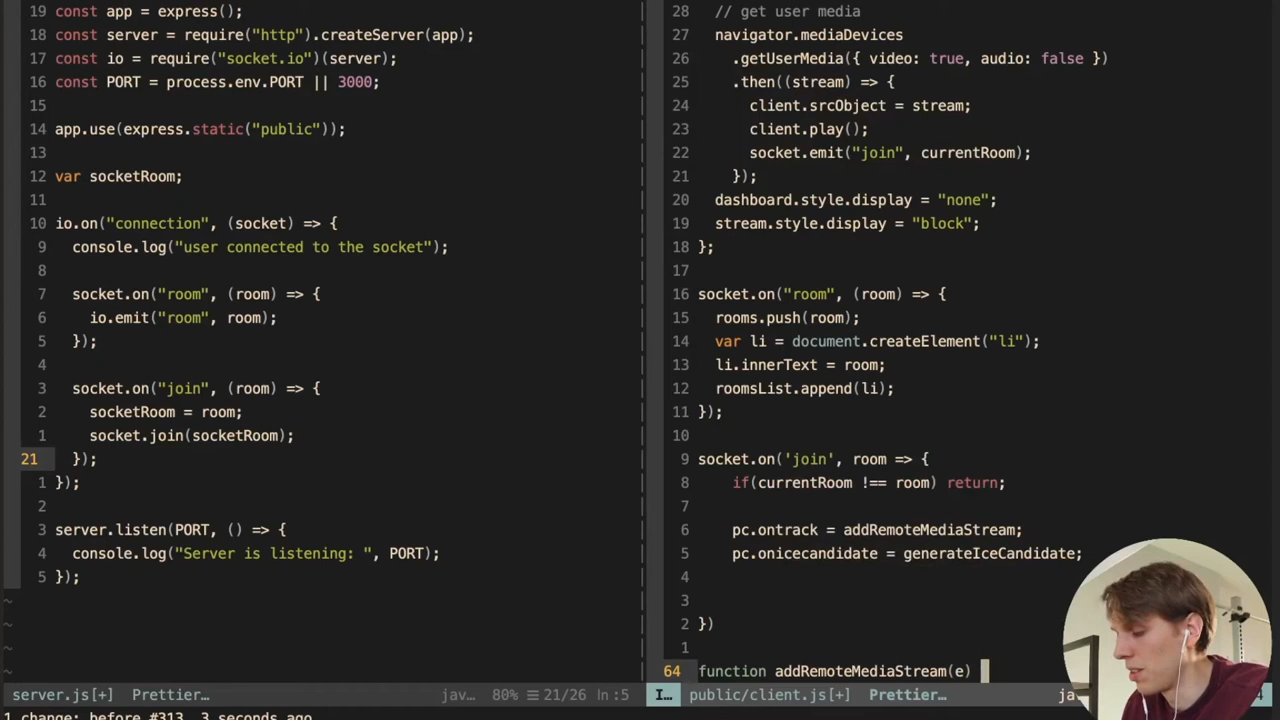 19 const app = express();
18 const server = require("http").createServer(app);
17 const io = require("socket.io")(server);
16 const PORT = process.env.PORT || 3000;
15
14 app.use(express.static("public"));
13
12 var socketRoom;
11
10 io.on("connection", (socket) => {
9 console.log("user connected to the socket");
8
7 socket.on("room", (room) => {
6 io.emit("room", room);
5 });
4
3 socket.on("join", (room) => {
2 socketRoom = room;
1 socket.join(socketRoom);
21 });
1 });
2
3 server.listen(PORT, () => {
4 console.log("Server is listening: ", PORT);
5 });
~
~
~
~
server.js[+] Prettier… jav… 80% ☰ 21/26 ln:5
28 // get user media
27 navigator.mediaDevices
26 .getUserMedia({ video: true, audio: false })
25 .then((stream) => {
24 client.srcObject = stream;
23 client.play();
22 socket.emit("join", currentRoom);
21 });
20 dashboard.style.display = "none";
19 stream.style.display = "block";
18 };
17
16 socket.on("room", (room) => {
15 rooms.push(room);
14 var li = document.createElement("li");
13 li.innerText = room;
12 roomsList.append(li);
11 });
10
9 socket.on('join', room => {
8 if(currentRoom !== room) return;
7
6 pc.ontrack = addRemoteMediaStream;
5 pc.onicecandidate = generateIceCandidate;
4
3
2 })
1
64 function addRemoteMediaStream(e)
I… public/client.js[+] Prettier… ja
1 change; before #313 3 seconds ago